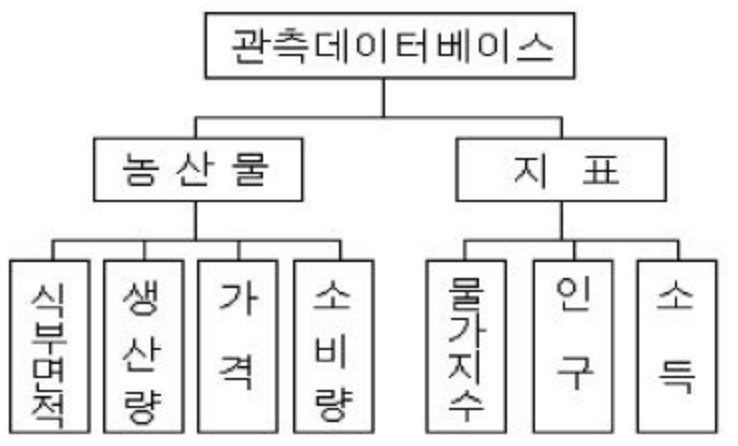 관측데이터베이스
농산물
지표
식부면적
생산량
가격
소비량
물가지수
인구
소득